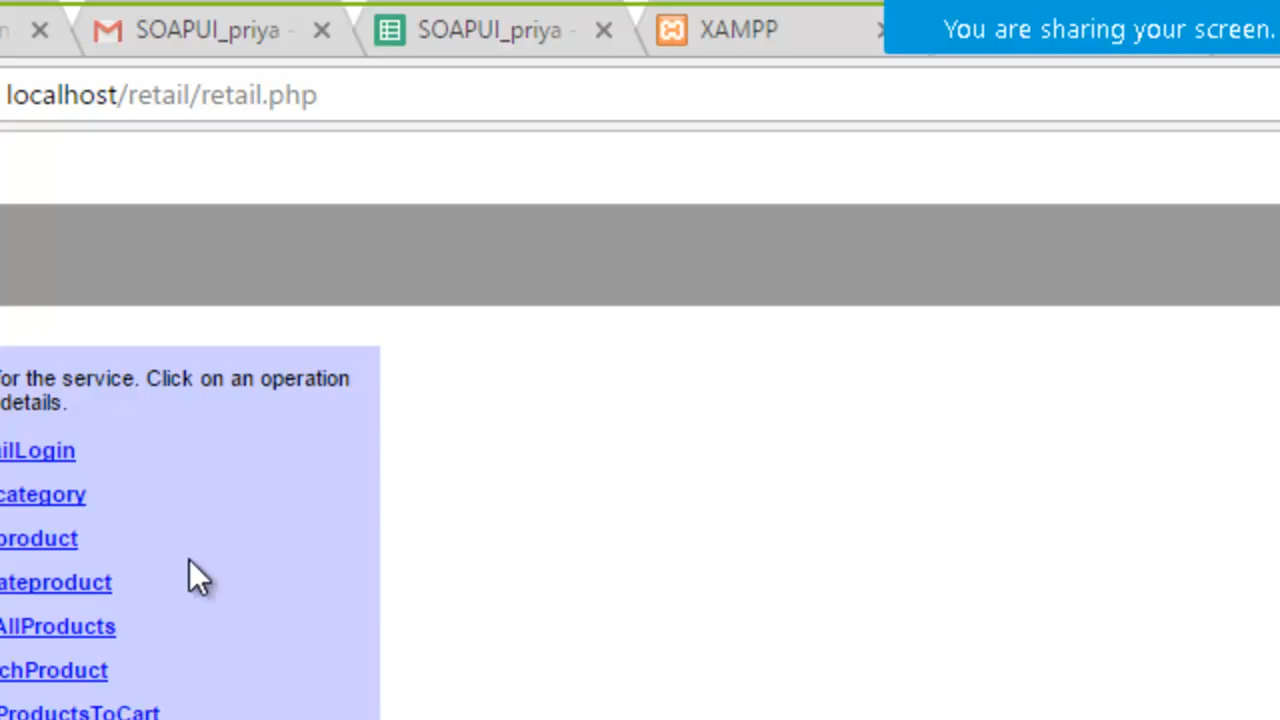 SOAPUI_priya - SOAPUI_priya - XAMPP You are sharing your screen.
localhost/retail/retail.php
for the service. Click on an operation
details.
ilLogin
category
product
ateproduct
AllProducts
chProduct
ProductsToCart